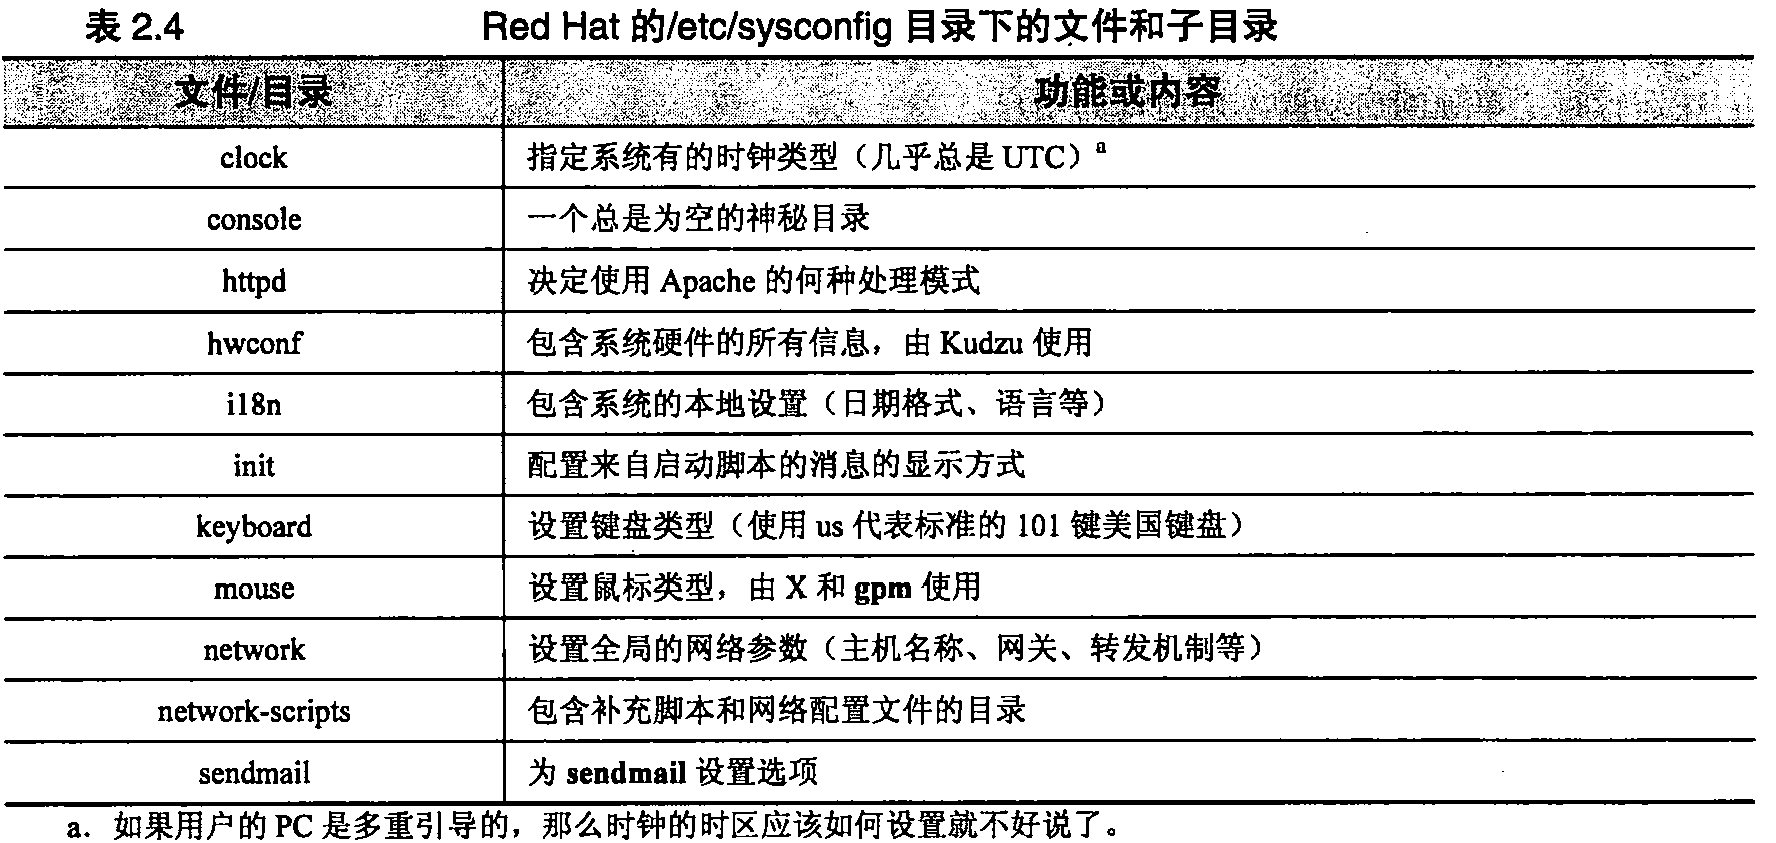 表 2.4 Red Hat 的/etc/sysconfig 目录下的文件和子目录
文件/目录 功能或内容
clock 指定系统有的时钟类型（几乎总是 UTC）a
console 一个总是为空的神秘目录
httpd 决定使用 Apache 的何种处理模式
hwconf 包含系统硬件的所有信息，由 Kudzu 使用
i18n 包含系统的本地设置（日期格式、语言等）
init 配置来自启动脚本的消息的显示方式
keyboard 设置键盘类型（使用 us 代表标准的 101 键美国键盘）
mouse 设置鼠标类型，由 X 和 gpm 使用
network 设置全局的网络参数（主机名称、网关、转发机制等）
network-scripts 包含补充脚本和网络配置文件的目录
sendmail 为 sendmail 设置选项
a. 如果用户的 PC 是多重引导的，那么时钟的时区应该如何设置就不好说了。